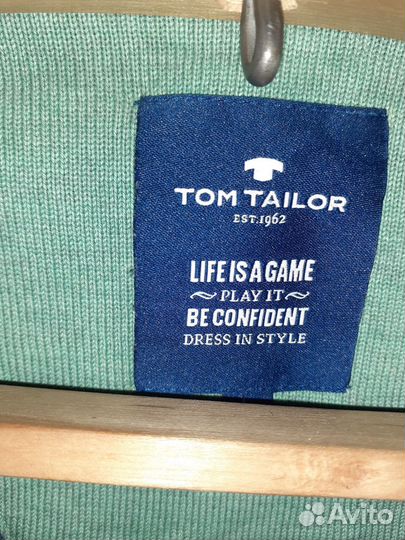 TOM TAILOR
EST.1962
LIFE IS A GAME
~ PLAY IT ~
BE CONFIDENT
DRESS IN STYLE
Avito